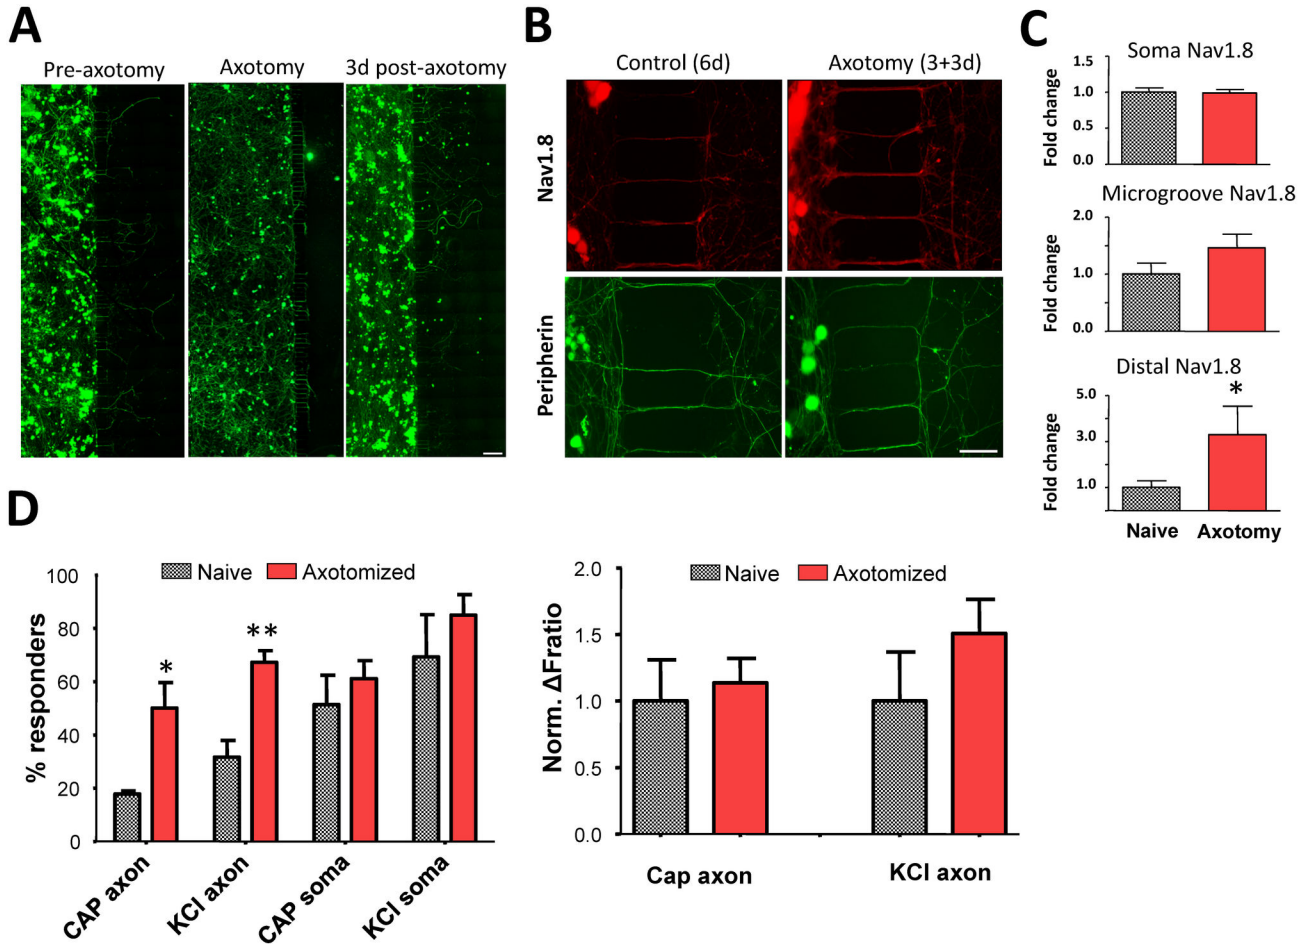 A
Pre-axotomy
Axotomy
3d post-axotomy
B
Control (6d)
Axotomy (3+3d)
Nav1.8
Peripherin
C
Soma Nav1.8
Fold change
1.5
1.0
0.5
0.0
Microgroove Nav1.8
Fold change
2.0
1.0
0.0
Distal Nav1.8
Fold change
5.0
3.0
1.0
*
Naive
Axotomy
D
% responders
100
80
60
40
20
0
Naive
Axotomized
*
**
CAP axon
KCl axon
CAP soma
KCl soma
Norm. ΔFratio
2.0
1.5
1.0
0.5
0.0
Naive
Axotomized
Cap axon
KCl axon